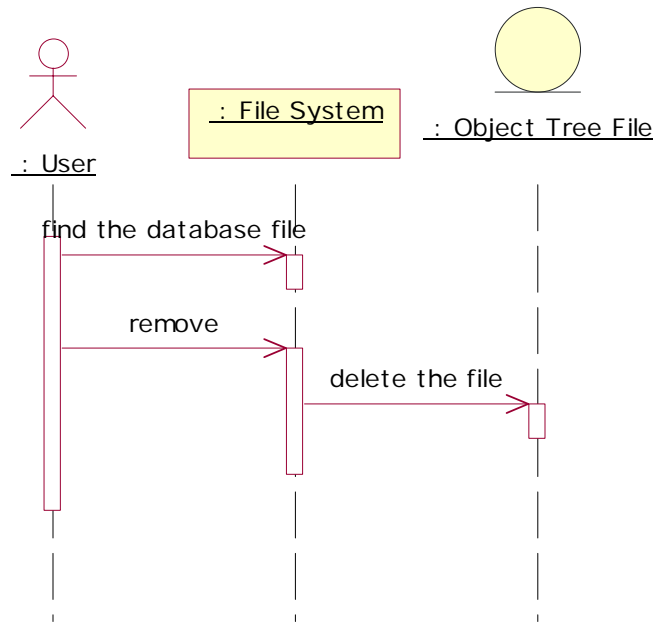 : File System
: Object Tree File
: User
find the database file
remove
delete the file